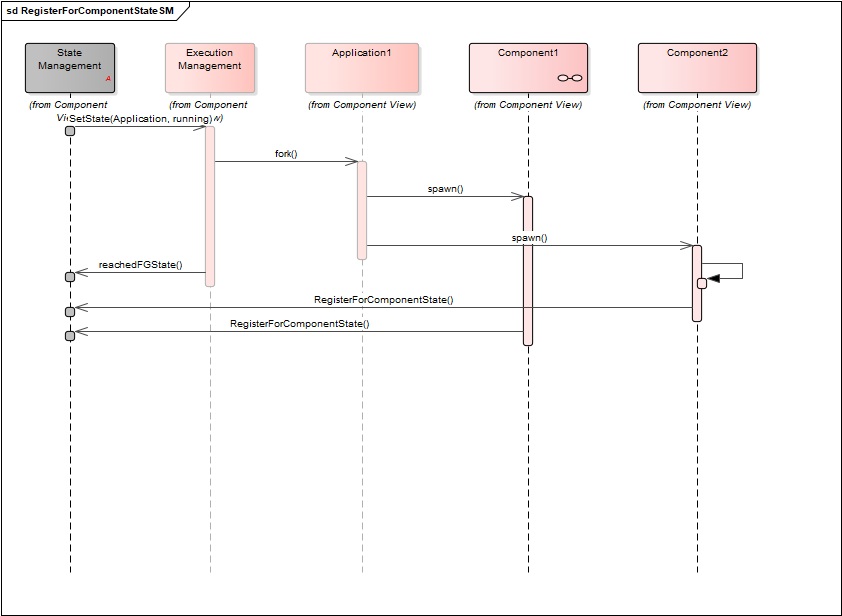 sd RegisterForComponentStateSM
State
Management
A
Execution
Management
Application1
Component1
Component2
(from Component
(from Component
(from Component View)
(from Component View)
(from Component View)
SetState(Application, running)
fork()
spawn()
spawn()
reachedFGState()
RegisterForComponentState()
RegisterForComponentState()